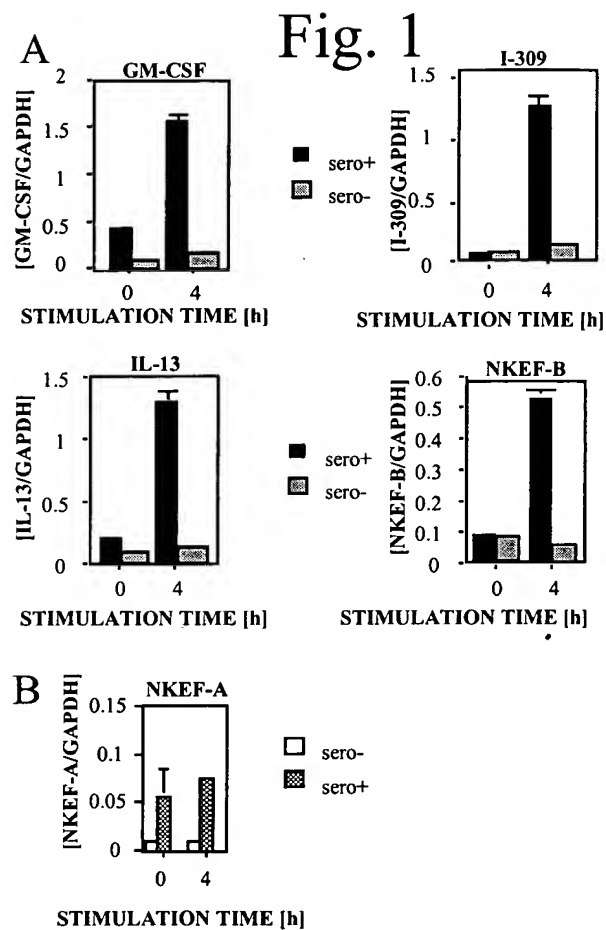 Fig. 1
A
GM-CSF
[GM-CSF/GAPDH]
2
1.5
1
0.5
0
0
4
STIMULATION TIME [h]
sero+
sero-
I-309
[I-309/GAPDH]
1.5
1
0.5
0
0
4
STIMULATION TIME [h]
IL-13
[IL-13/GAPDH]
1.5
1
0.5
0
0
4
STIMULATION TIME [h]
sero+
sero-
NKEF-B
[NKEF-B/GAPDH]
0.6
0.5
0.4
0.3
0.2
0.1
0
0
4
STIMULATION TIME [h]
B
NKEF-A
[NKEF-A/GAPDH]
0.15
0.1
0.05
0
0
4
STIMULATION TIME [h]
sero-
sero+